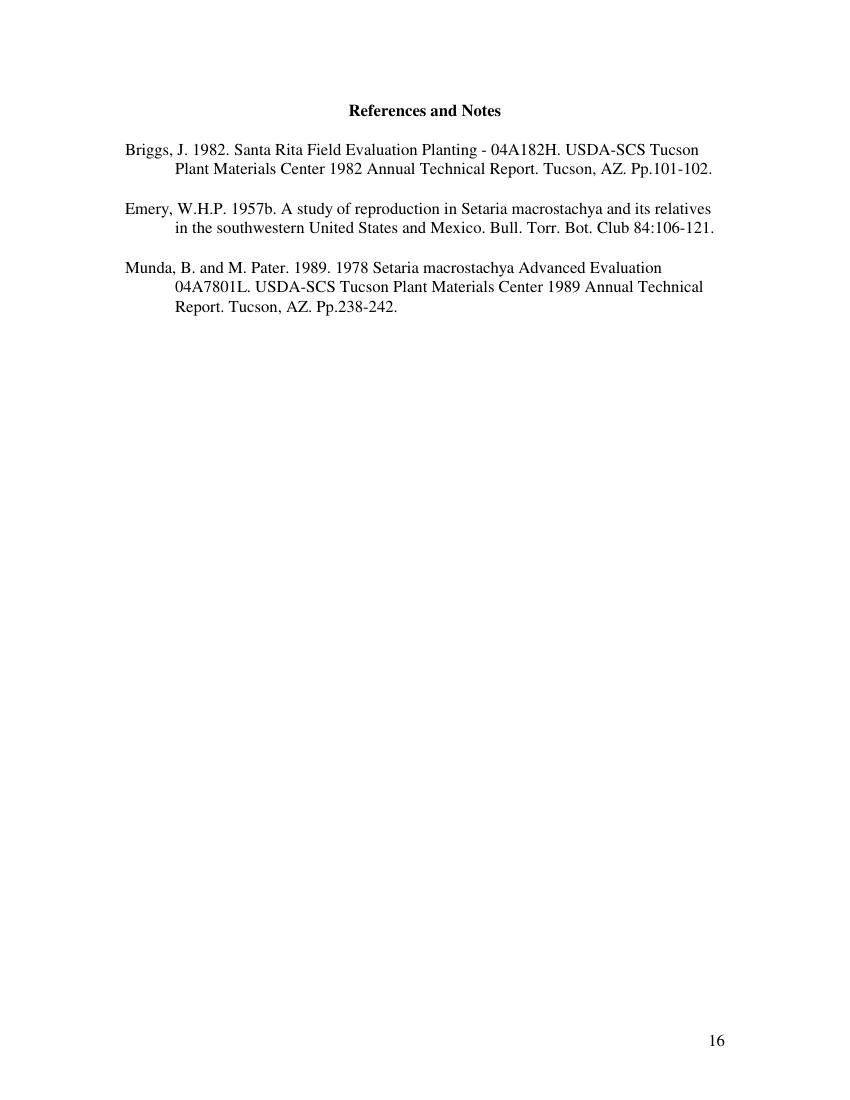 References and Notes
Briggs, J. 1982. Santa Rita Field Evaluation Planting - 04A182H. USDA-SCS Tucson
Plant Materials Center 1982 Annual Technical Report. Tucson, AZ. Pp.101-102.
Emery, W.H.P. 1957b. A study of reproduction in Setaria macrostachya and its relatives
in the southwestern United States and Mexico. Bull. Torr. Bot. Club 84:106-121.
Munda, B. and M. Pater. 1989. 1978 Setaria macrostachya Advanced Evaluation
04A7801L. USDA-SCS Tucson Plant Materials Center 1989 Annual Technical
Report. Tucson, AZ. Pp.238-242.
16